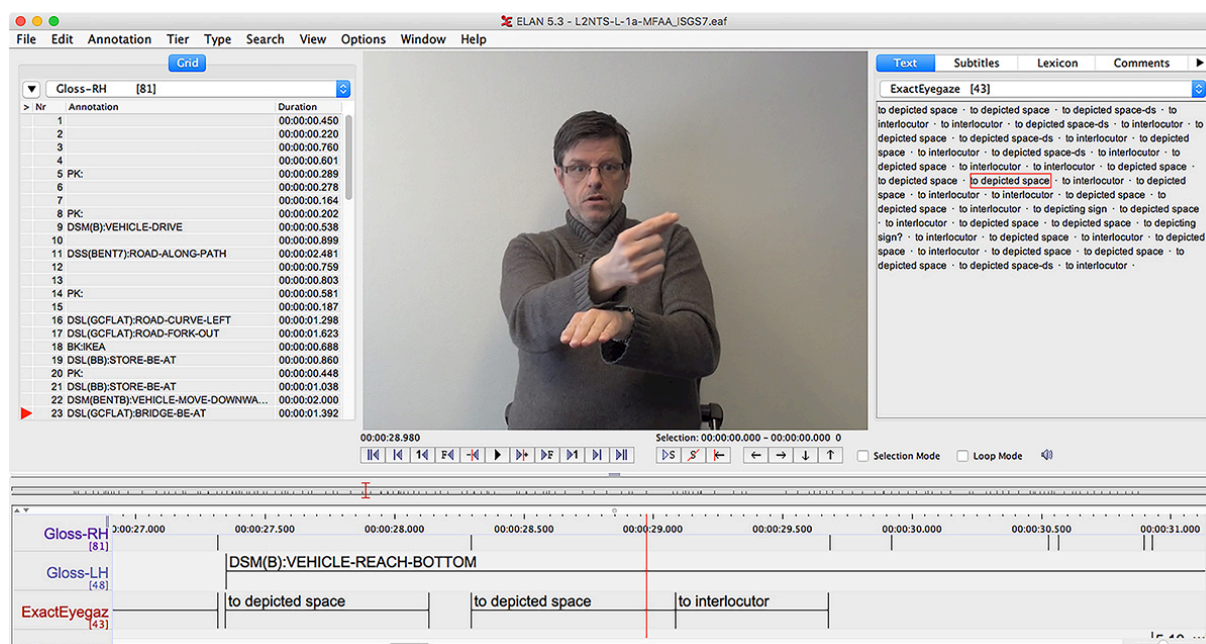 ELAN 5.3 - L2NTS-L-1a-MFAA_ISGS7.eaf
File Edit Annotation Tier Type Search View Options Window Help
Grid
Gloss-RH [81]
> Nr Annotation Duration
1 00:00:00.450
2 00:00:00.220
3 00:00:00.760
4 00:00:00.601
5 PK: 00:00:00.289
6 00:00:00.278
7 00:00:00.164
8 PK: 00:00:00.202
9 DSM(B):VEHICLE-DRIVE 00:00:00.538
10 00:00:00.899
11 DSS(BENT7):ROAD-ALONG-PATH 00:00:02.481
12 00:00:00.759
13 00:00:00.803
14 PK: 00:00:00.581
15 00:00:00.187
16 DSL(GCFLAT):ROAD-CURVE-LEFT 00:00:01.298
17 DSL(GCFLAT):ROAD-FORK-OUT 00:00:01.623
18 BK:IKEA 00:00:00.688
19 DSL(BB):STORE-BE-AT 00:00:00.860
20 PK: 00:00:00.448
21 DSL(BB):STORE-BE-AT 00:00:01.038
22 DSM(BENTB):VEHICLE-MOVE-DOWNWA... 00:00:02.000
23 DSL(GCFLAT):BRIDGE-BE-AT 00:00:01.392
Text Subtitles Lexicon Comments
ExactEyegaze [43]
to depicted space · to depicted space · to depicted space-ds · to
interlocutor · to interlocutor · to depicted space-ds · to interlocutor · to
depicted space · to depicted space-ds · to interlocutor · to depicted
space · to interlocutor · to depicted space-ds · to interlocutor · to
depicted space · to interlocutor · to interlocutor · to depicted space ·
to depicted space · to depicted space · to interlocutor · to depicted
space · to interlocutor · to interlocutor · to depicted space · to
depicted space · to interlocutor · to depicting sign · to depicted space
· to interlocutor · to depicted space · to depicted space · to depicting
sign? · to interlocutor · to depicted space · to interlocutor · to depicted
space · to interlocutor · to depicted space · to depicted space · to
depicted space · to depicted space-ds · to interlocutor ·
00:00:28.980
Selection: 00:00:00.000 - 00:00:00.000 0
1 F F 1 S S
Selection Mode Loop Mode
0:00:27.000 00:00:27.500 00:00:28.000 00:00:28.500 00:00:29.000 00:00:29.500 00:00:30.000 00:00:30.500 00:00:31.000
Gloss-RH
[81]
Gloss-LH
[48]
DSM(B):VEHICLE-REACH-BOTTOM
ExactEyegaz
[43]
to depicted space to depicted space to interlocutor